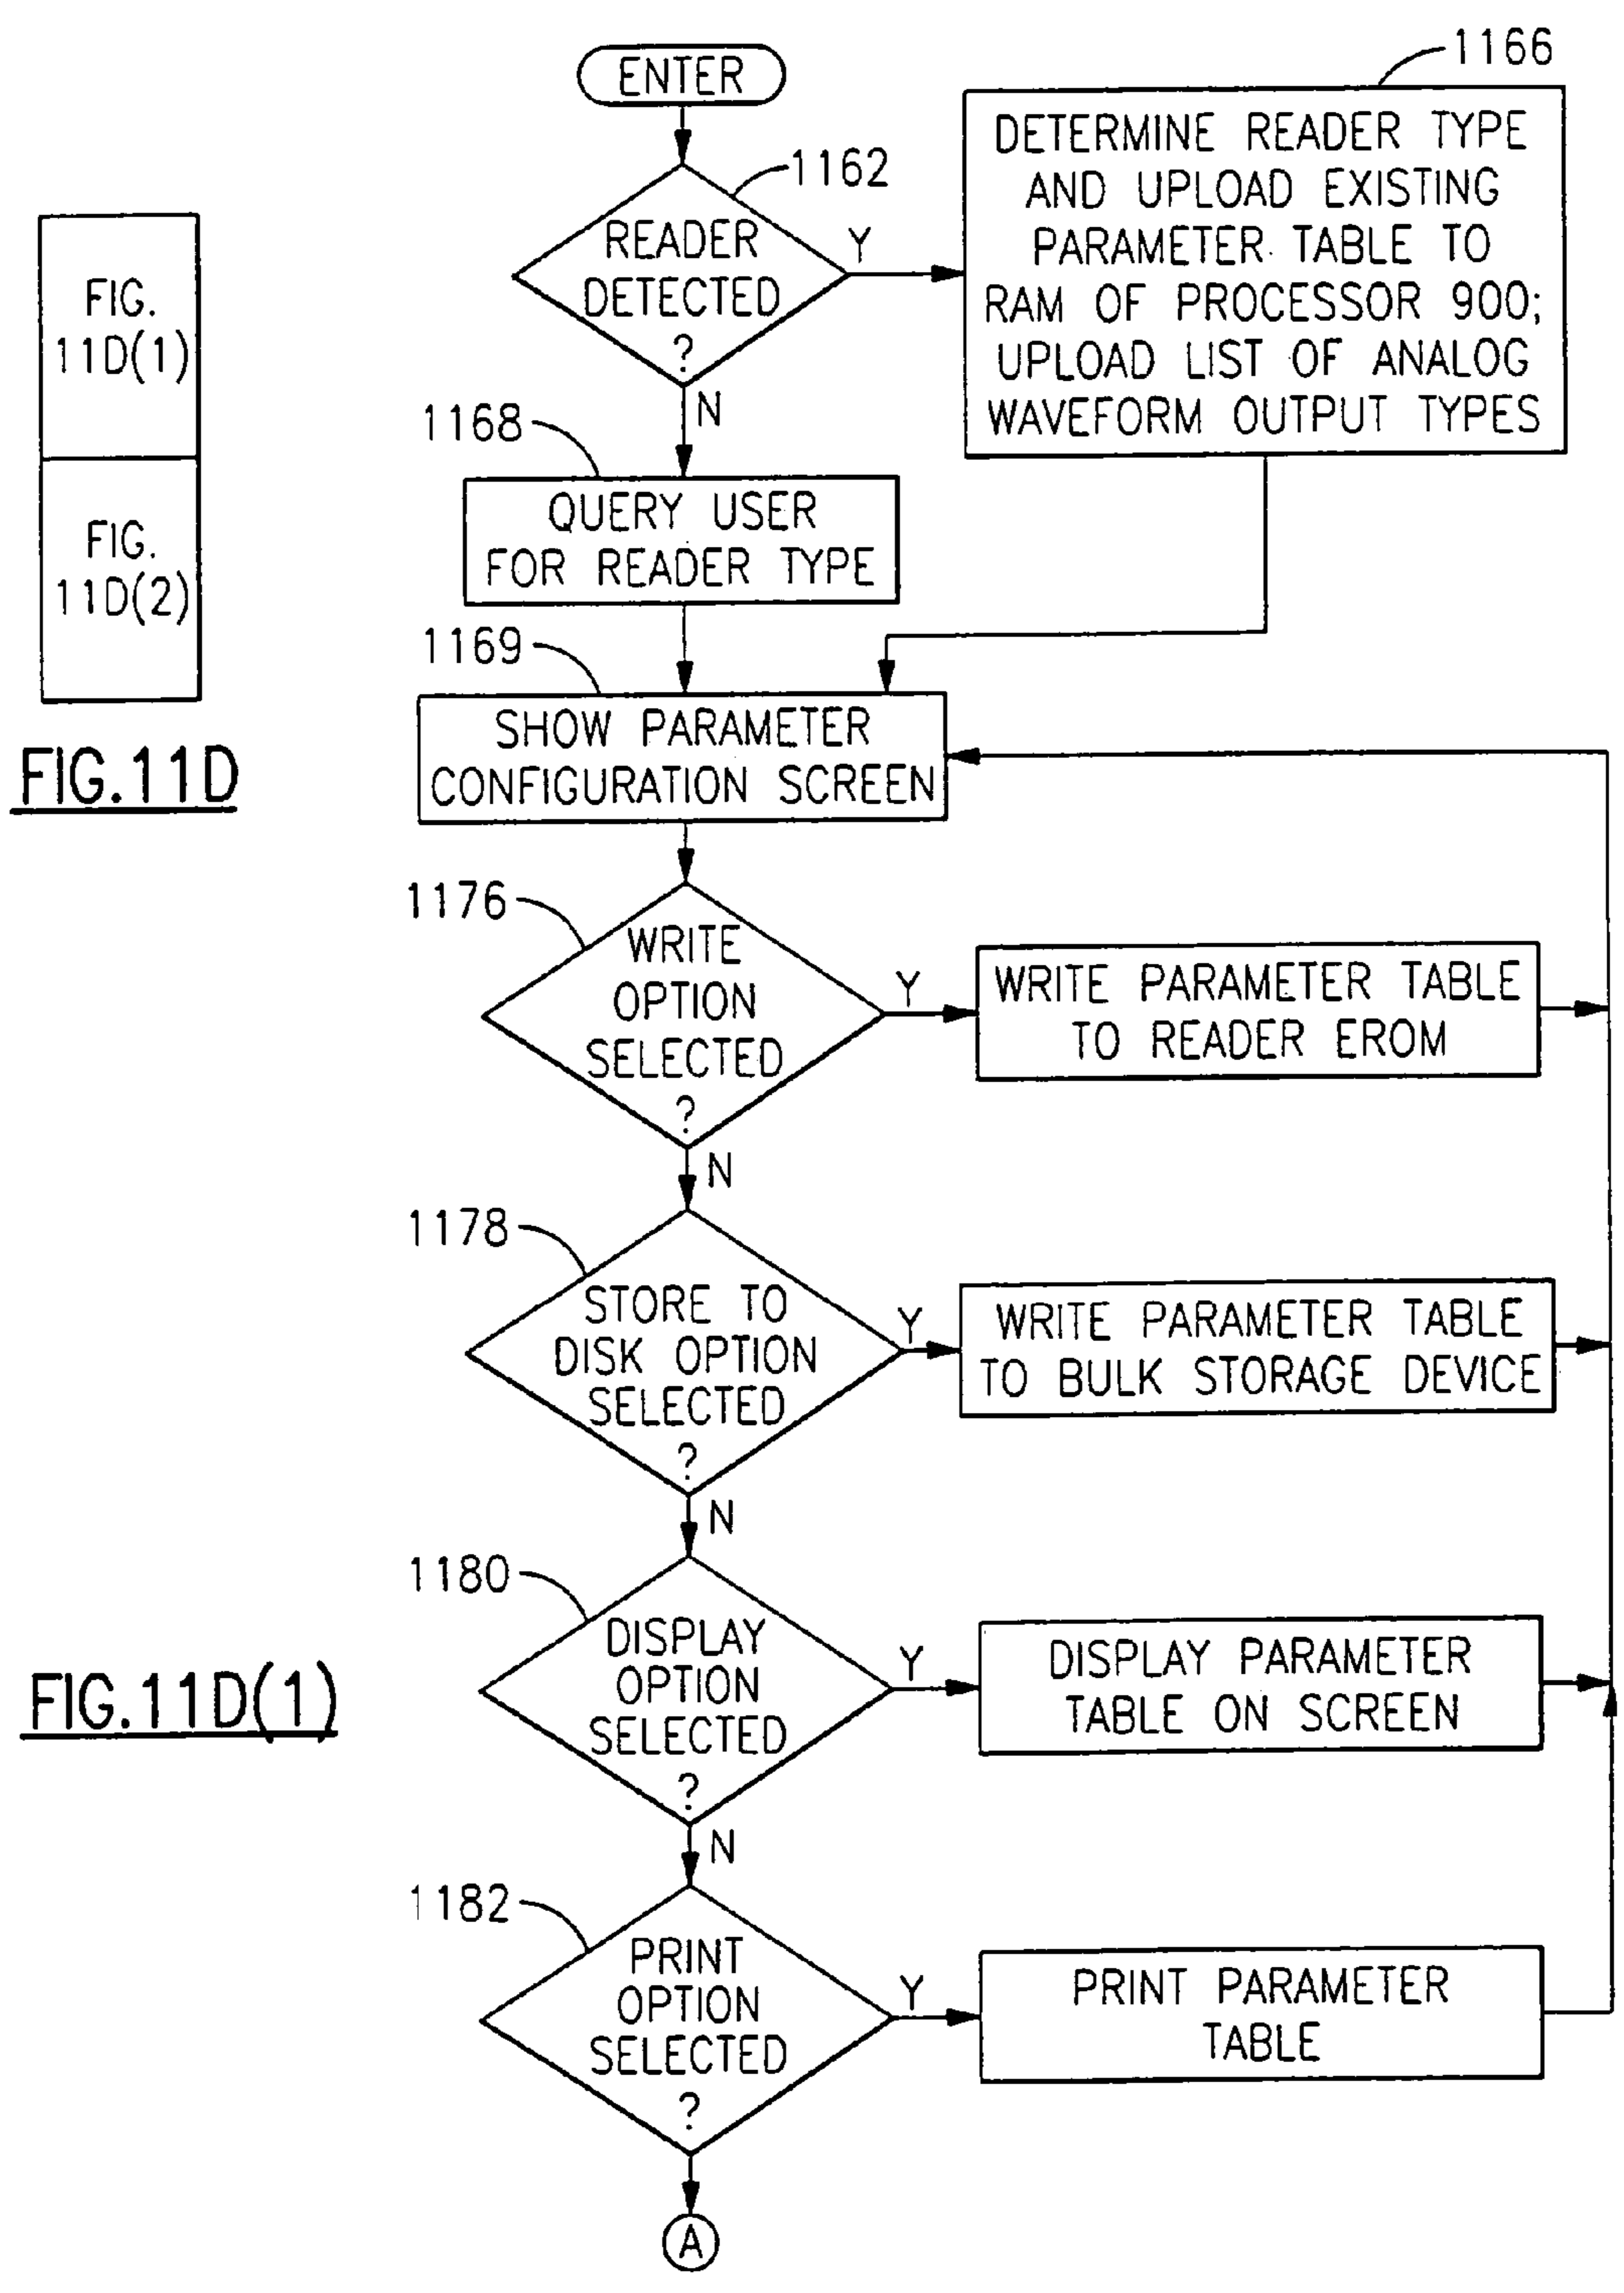 ENTER
1166
DETERMINE READER TYPE
AND UPLOAD EXISTING
PARAMETER TABLE TO
RAM OF PROCESSOR 900;
UPLOAD LIST OF ANALOG
WAVEFORM OUTPUT TYPES
1162
READER
DETECTED
?
Y
N
FIG.
11D(1)
FIG.
11D(2)
FIG.11D
1168
QUERY USER
FOR READER TYPE
1169
SHOW PARAMETER
CONFIGURATION SCREEN
1176
WRITE
OPTION
SELECTED
?
Y
WRITE PARAMETER TABLE
TO READER EROM
N
1178
STORE TO
DISK OPTION
SELECTED
?
Y
WRITE PARAMETER TABLE
TO BULK STORAGE DEVICE
N
1180
DISPLAY
OPTION
SELECTED
?
Y
DISPLAY PARAMETER
TABLE ON SCREEN
N
FIG.11D(1)
1182
PRINT
OPTION
SELECTED
?
Y
PRINT PARAMETER
TABLE
A